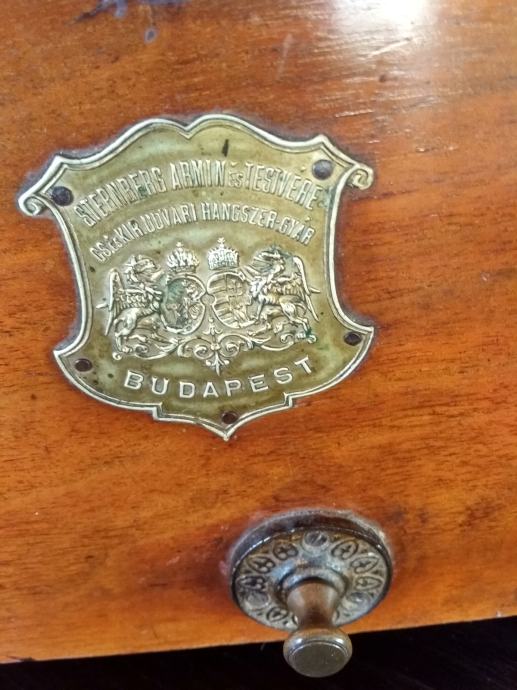 STERNBERG ÁRMIN ÉS TESTVÉRE
CS. ÉS KIR. UDVARI HANGSZER-GYÁR
BUDAPEST